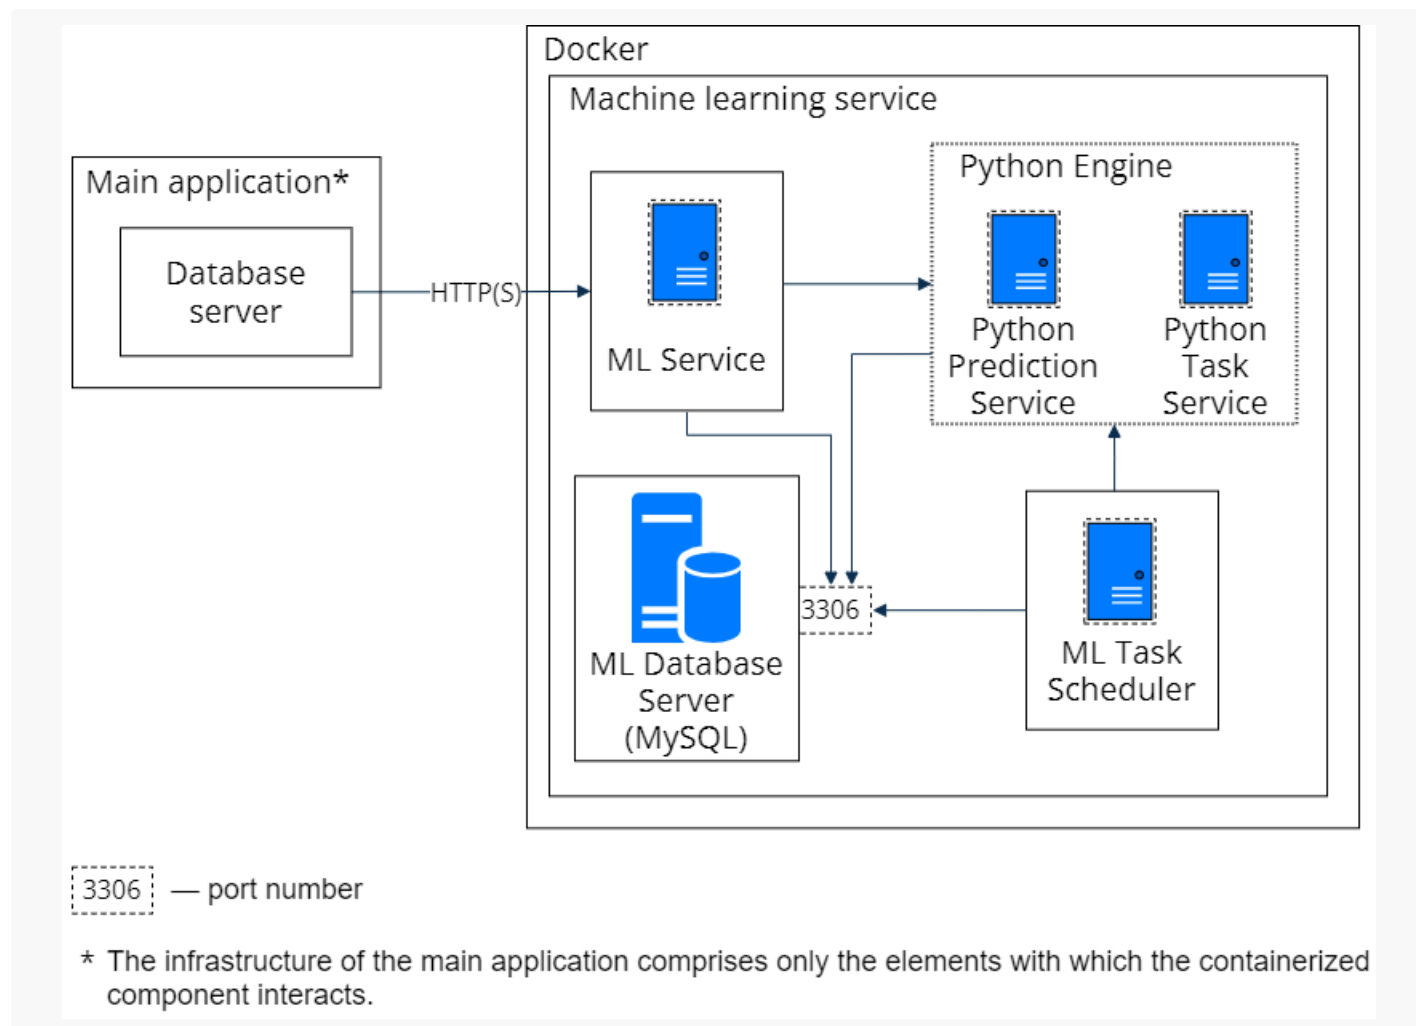 Docker
Machine learning service
Main application*
Database
server
HTTP(S)
ML Service
Python Engine
Python
Prediction
Service
Python
Task
Service
ML Database
Server
(MySQL)
3306
ML Task
Scheduler
3306 — port number
* The infrastructure of the main application comprises only the elements with which the containerized
component interacts.